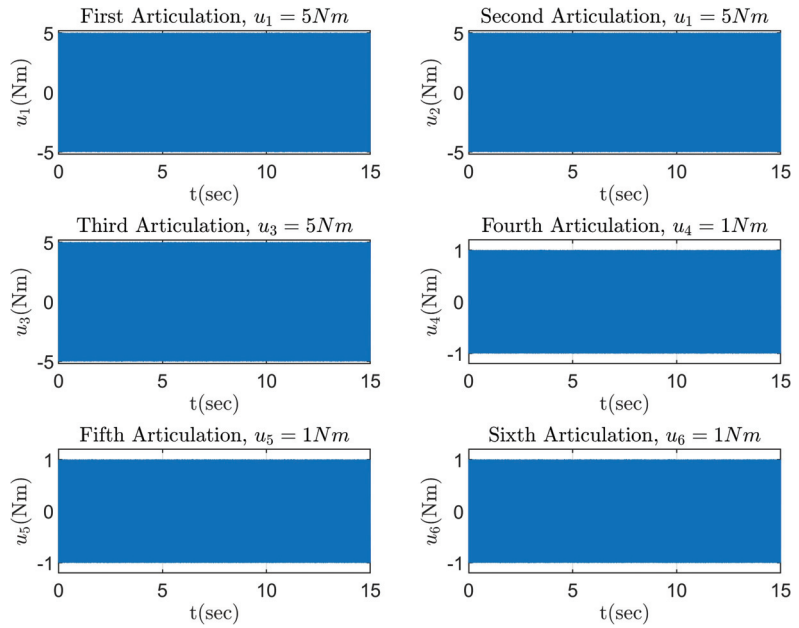 First Articulation, u₁ = 5Nm
5
0
-5
u₁(Nm)
0 5 10 15
t(sec)
Second Articulation, u₁ = 5Nm
5
0
-5
u₂(Nm)
0 5 10 15
t(sec)
Third Articulation, u₃ = 5Nm
5
0
-5
u₃(Nm)
0 5 10 15
t(sec)
Fourth Articulation, u₄ = 1Nm
1
0
-1
u₄(Nm)
0 5 10 15
t(sec)
Fifth Articulation, u₅ = 1Nm
1
0
-1
u₅(Nm)
0 5 10 15
t(sec)
Sixth Articulation, u₆ = 1Nm
1
0
-1
u₆(Nm)
0 5 10 15
t(sec)